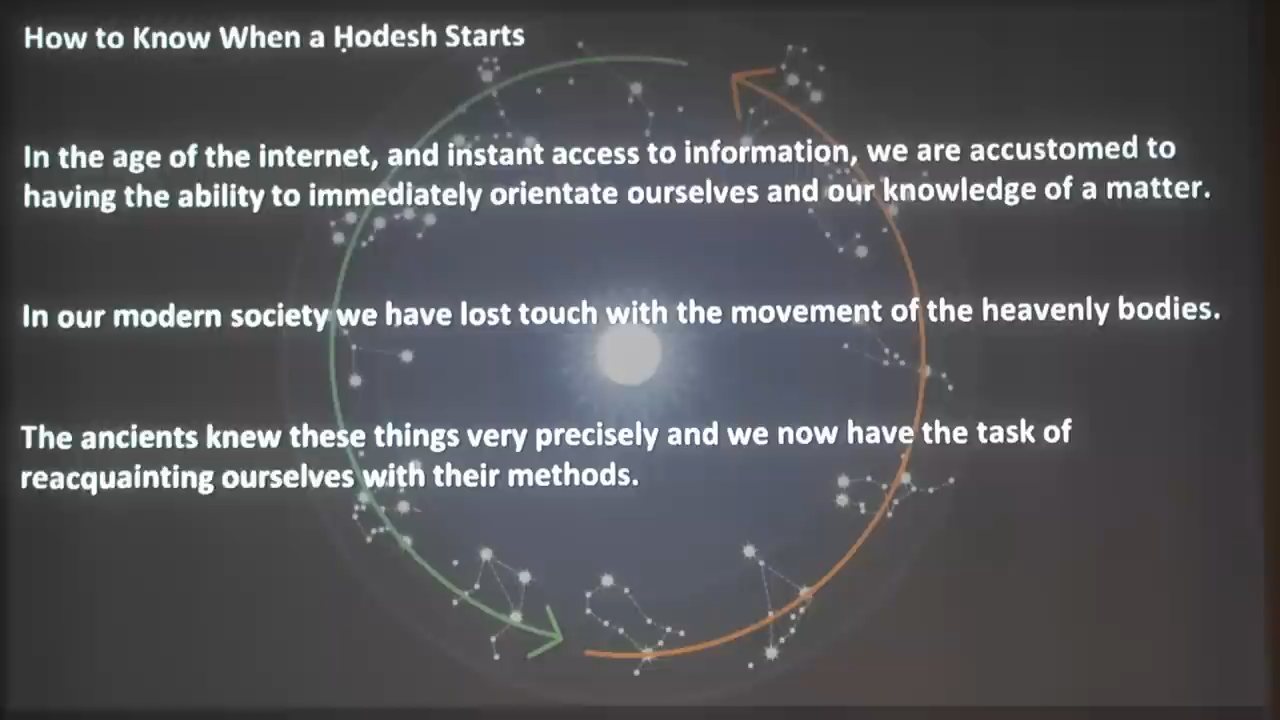 How to Know When a Ḥodesh Starts
In the age of the internet, and instant access to information, we are accustomed to
having the ability to immediately orientate ourselves and our knowledge of a matter.
In our modern society we have lost touch with the movement of the heavenly bodies.
The ancients knew these things very precisely and we now have the task of
reacquainting ourselves with their methods.